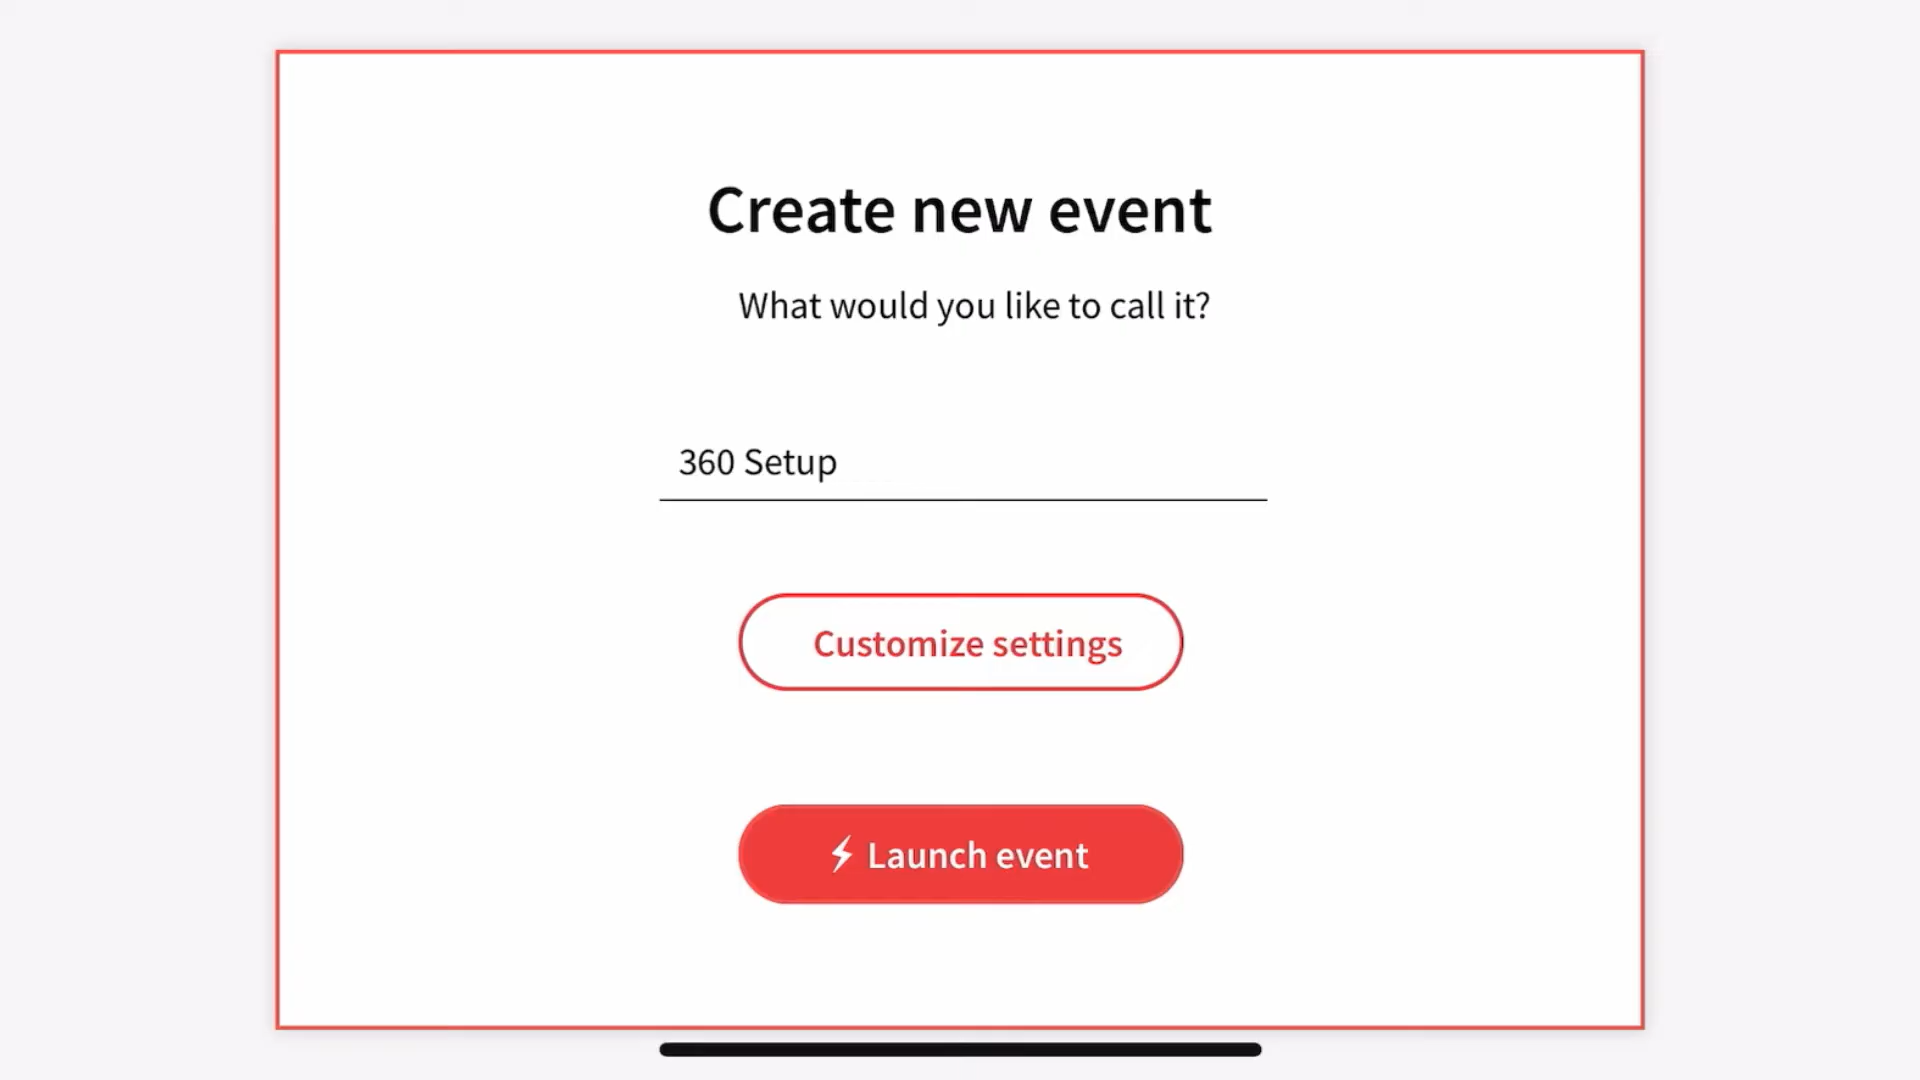 Create new event
What would you like to call it?
360 Setup
Customize settings
⚡ Launch event